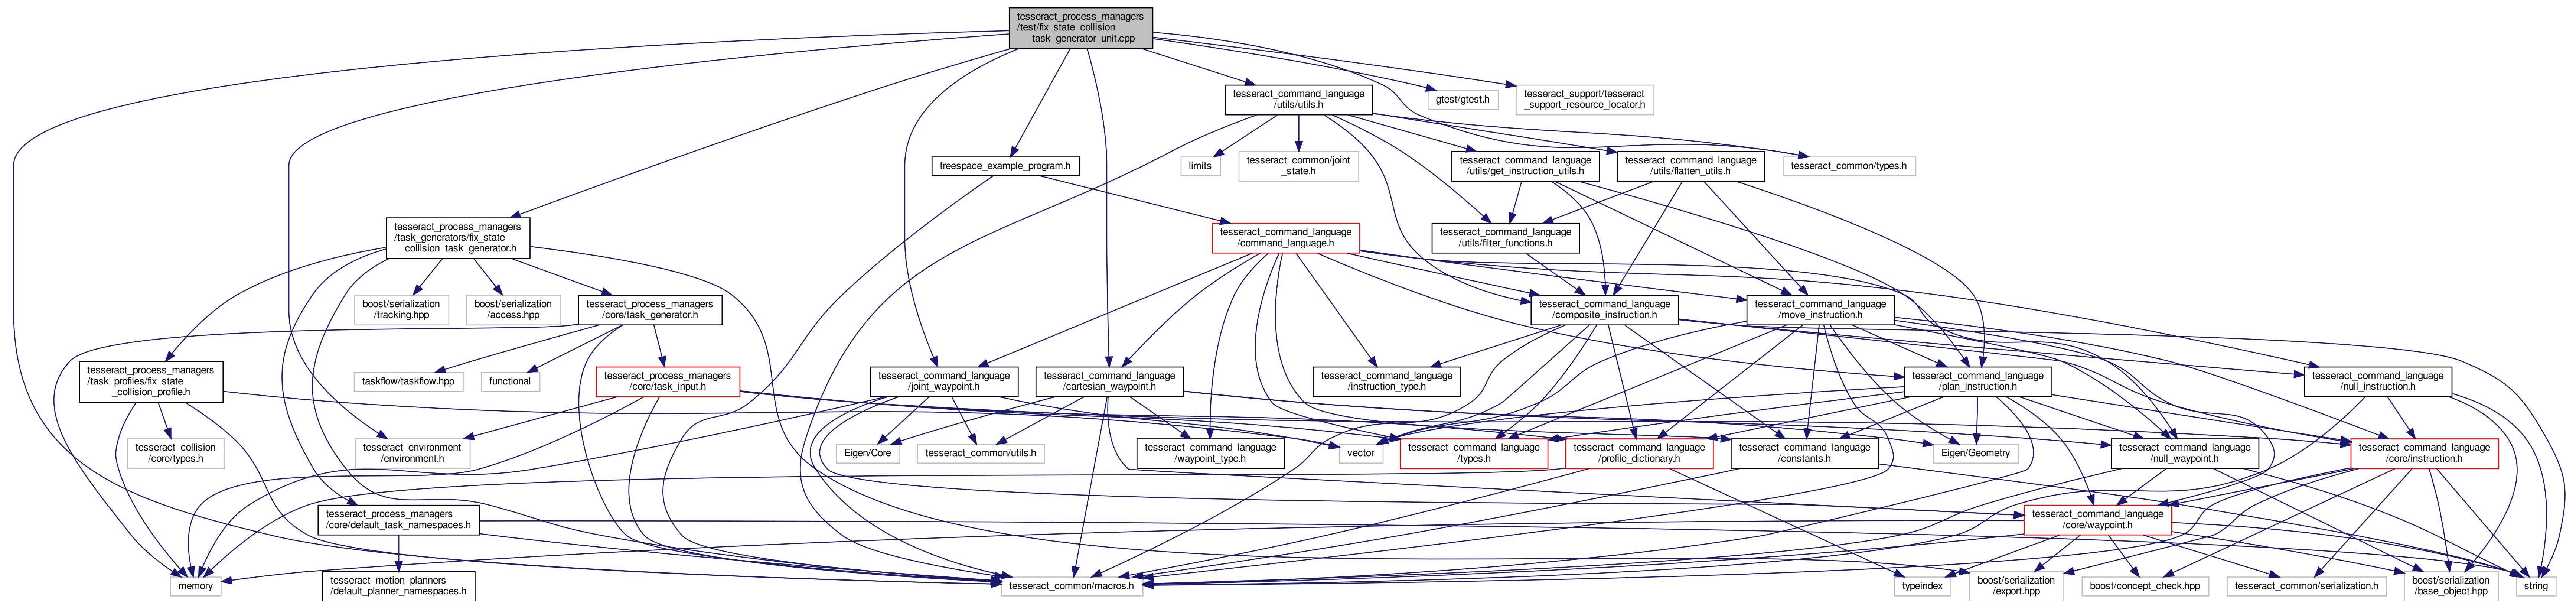 tesseract_process_managers
/test/fix_state_collision
_task_generator_unit.cpp
tesseract_command_language
/utils/utils.h
gtest/gtest.h
tesseract_support/tesseract
_support_resource_locator.h
freespace_example_program.h
limits
tesseract_common/joint
_state.h
tesseract_command_language
/utils/get_instruction_utils.h
tesseract_command_language
/utils/flatten_utils.h
tesseract_common/types.h
tesseract_process_managers
/task_generators/fix_state
_collision_task_generator.h
tesseract_command_language
/command_language.h
tesseract_command_language
/utils/filter_functions.h
boost/serialization
/tracking.hpp
boost/serialization
/access.hpp
tesseract_process_managers
/core/task_generator.h
tesseract_command_language
/composite_instruction.h
tesseract_command_language
/move_instruction.h
tesseract_process_managers
/task_profiles/fix_state
_collision_profile.h
taskflow/taskflow.hpp
functional
tesseract_process_managers
/core/task_input.h
tesseract_command_language
/joint_waypoint.h
tesseract_command_language
/cartesian_waypoint.h
tesseract_command_language
/instruction_type.h
tesseract_command_language
/plan_instruction.h
tesseract_command_language
/null_instruction.h
tesseract_collision
/core/types.h
tesseract_environment
/environment.h
Eigen/Core
tesseract_common/utils.h
tesseract_command_language
/waypoint_type.h
vector
tesseract_command_language
/types.h
tesseract_command_language
/profile_dictionary.h
tesseract_command_language
/constants.h
Eigen/Geometry
tesseract_command_language
/null_waypoint.h
tesseract_command_language
/core/instruction.h
tesseract_process_managers
/core/default_task_namespaces.h
tesseract_command_language
/core/waypoint.h
memory
tesseract_motion_planners
/default_planner_namespaces.h
tesseract_common/macros.h
typeindex
boost/serialization
/export.hpp
boost/concept_check.hpp
tesseract_common/serialization.h
boost/serialization
/base_object.hpp
string